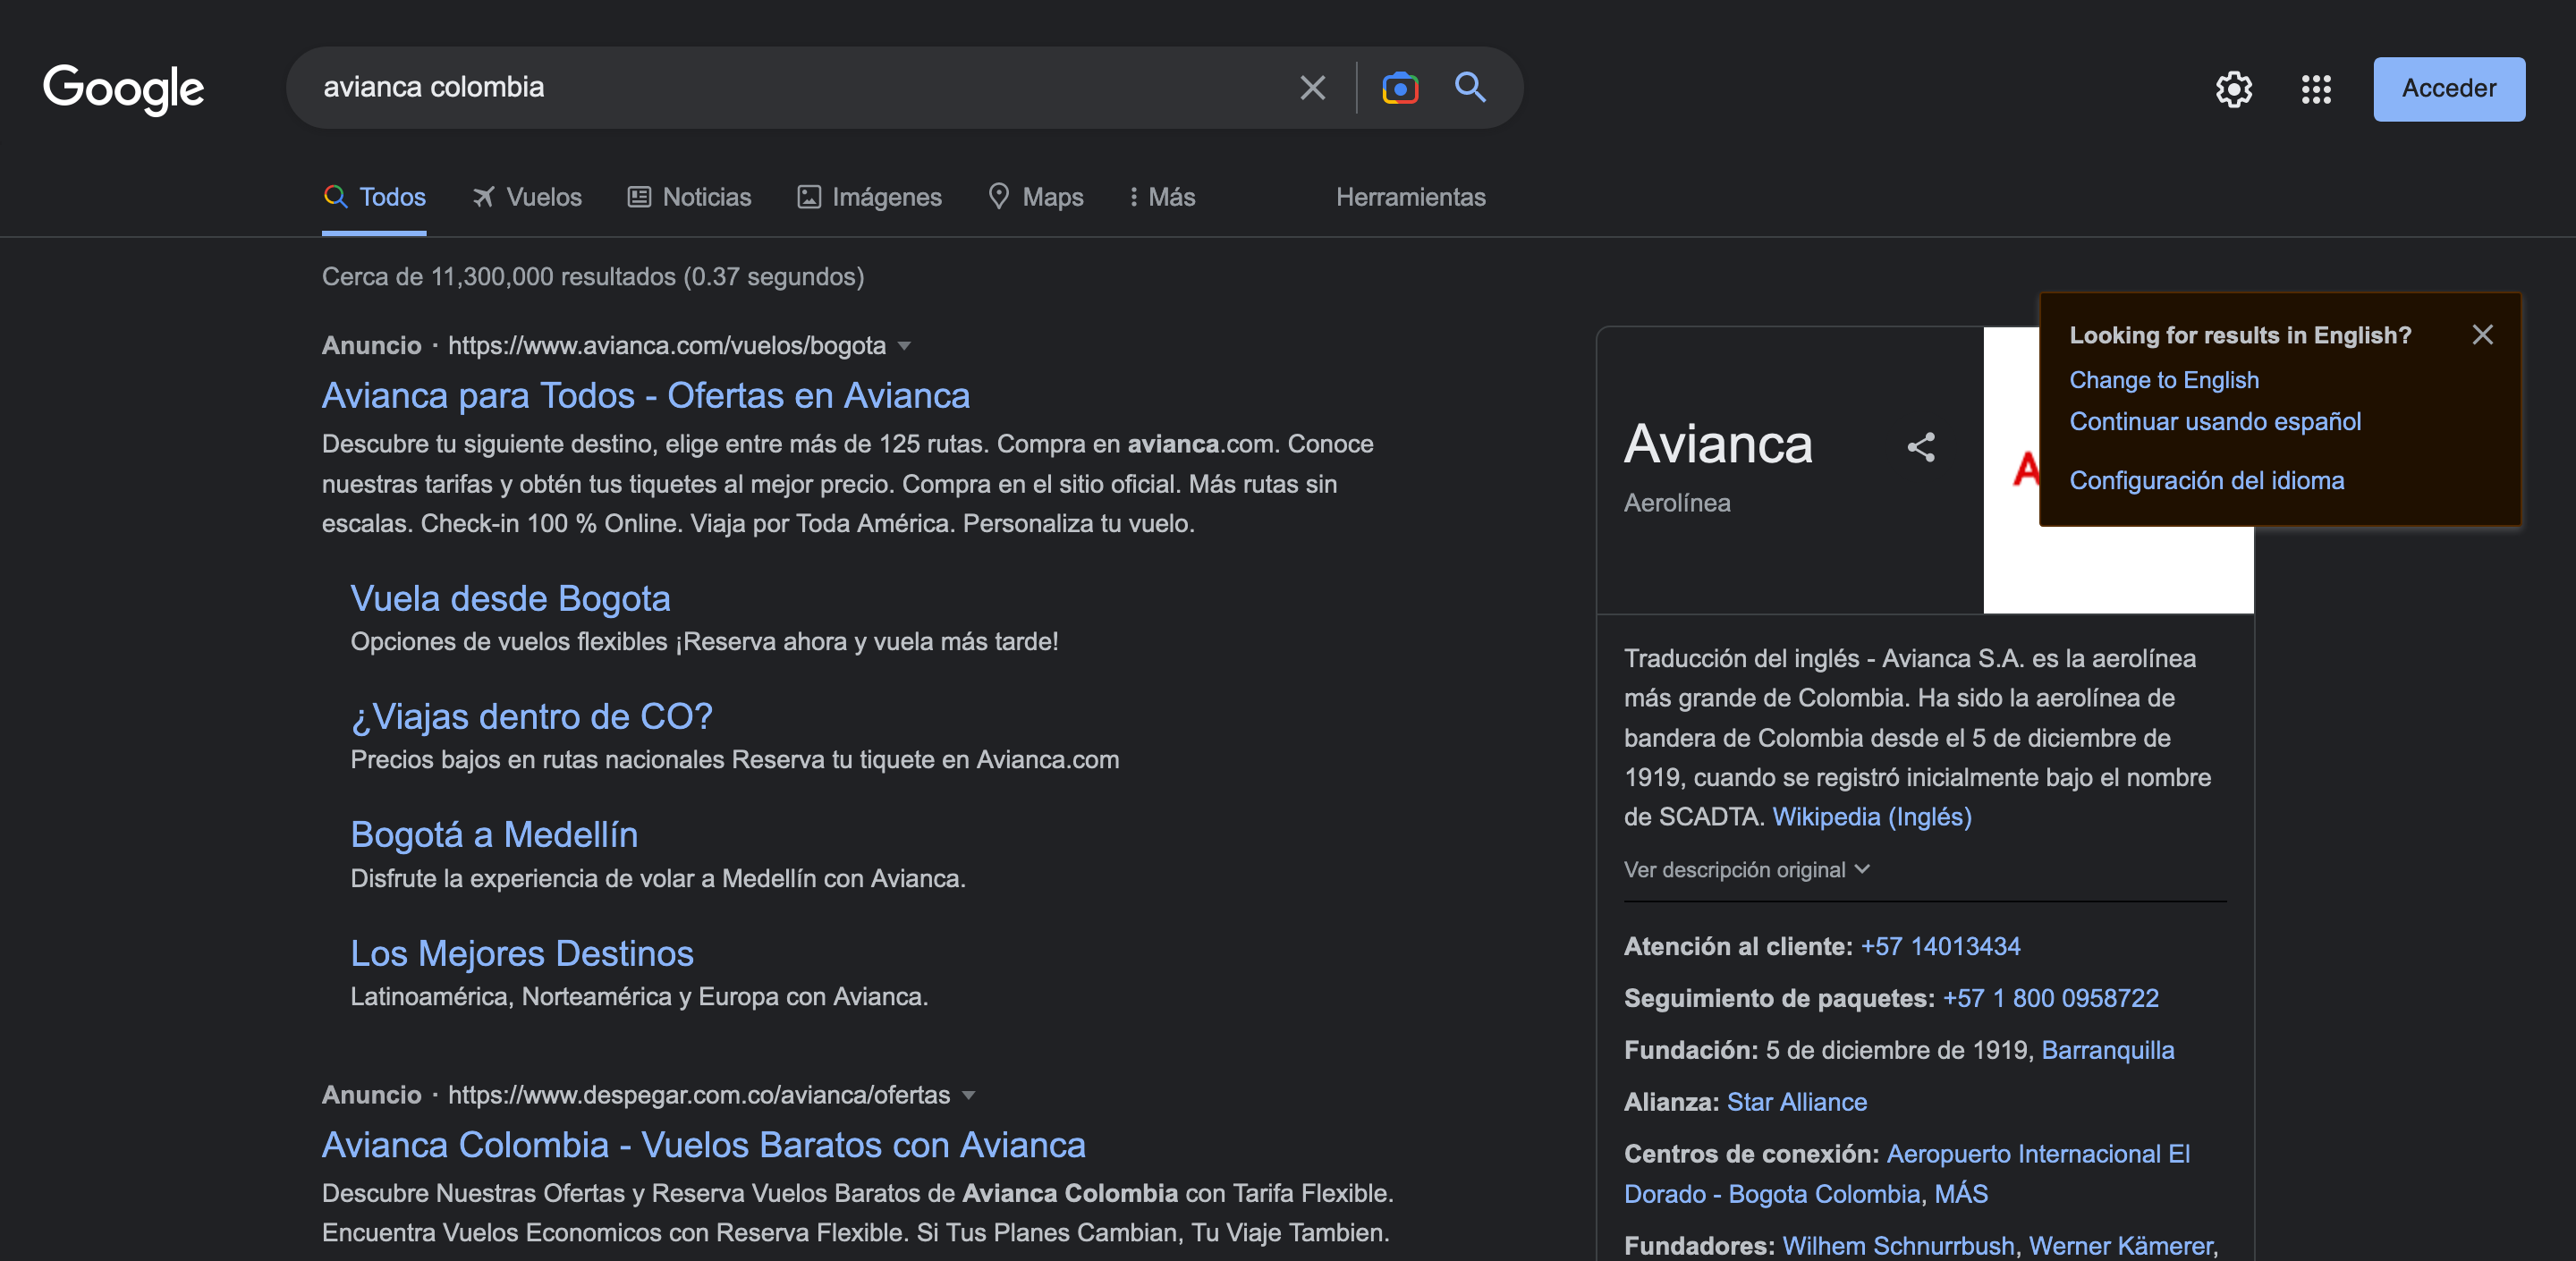 Google
avianca colombia
Acceder
Todos
Vuelos
Noticias
Imágenes
Maps
Más
Herramientas
Cerca de 11,300,000 resultados (0.37 segundos)
Anuncio · https://www.avianca.com/vuelos/bogota
Avianca para Todos - Ofertas en Avianca
Descubre tu siguiente destino, elige entre más de 125 rutas. Compra en avianca.com. Conoce
nuestras tarifas y obtén tus tiquetes al mejor precio. Compra en el sitio oficial. Más rutas sin
escalas. Check-in 100 % Online. Viaja por Toda América. Personaliza tu vuelo.
Vuela desde Bogota
Opciones de vuelos flexibles ¡Reserva ahora y vuela más tarde!
¿Viajas dentro de CO?
Precios bajos en rutas nacionales Reserva tu tiquete en Avianca.com
Bogotá a Medellín
Disfrute la experiencia de volar a Medellín con Avianca.
Los Mejores Destinos
Latinoamérica, Norteamérica y Europa con Avianca.
Anuncio · https://www.despegar.com.co/avianca/ofertas
Avianca Colombia - Vuelos Baratos con Avianca
Descubre Nuestras Ofertas y Reserva Vuelos Baratos de Avianca Colombia con Tarifa Flexible.
Encuentra Vuelos Economicos con Reserva Flexible. Si Tus Planes Cambian, Tu Viaje Tambien.
Looking for results in English?
Change to English
Continuar usando español
Configuración del idioma
Avianca
Aerolínea
A
Traducción del inglés - Avianca S.A. es la aerolínea
más grande de Colombia. Ha sido la aerolínea de
bandera de Colombia desde el 5 de diciembre de
1919, cuando se registró inicialmente bajo el nombre
de SCADTA. Wikipedia (Inglés)
Ver descripción original
Atención al cliente: +57 14013434
Seguimiento de paquetes: +57 1 800 0958722
Fundación: 5 de diciembre de 1919, Barranquilla
Alianza: Star Alliance
Centros de conexión: Aeropuerto Internacional El
Dorado - Bogota Colombia, MÁS
Fundadores: Wilhem Schnurrbush, Werner Kämerer,